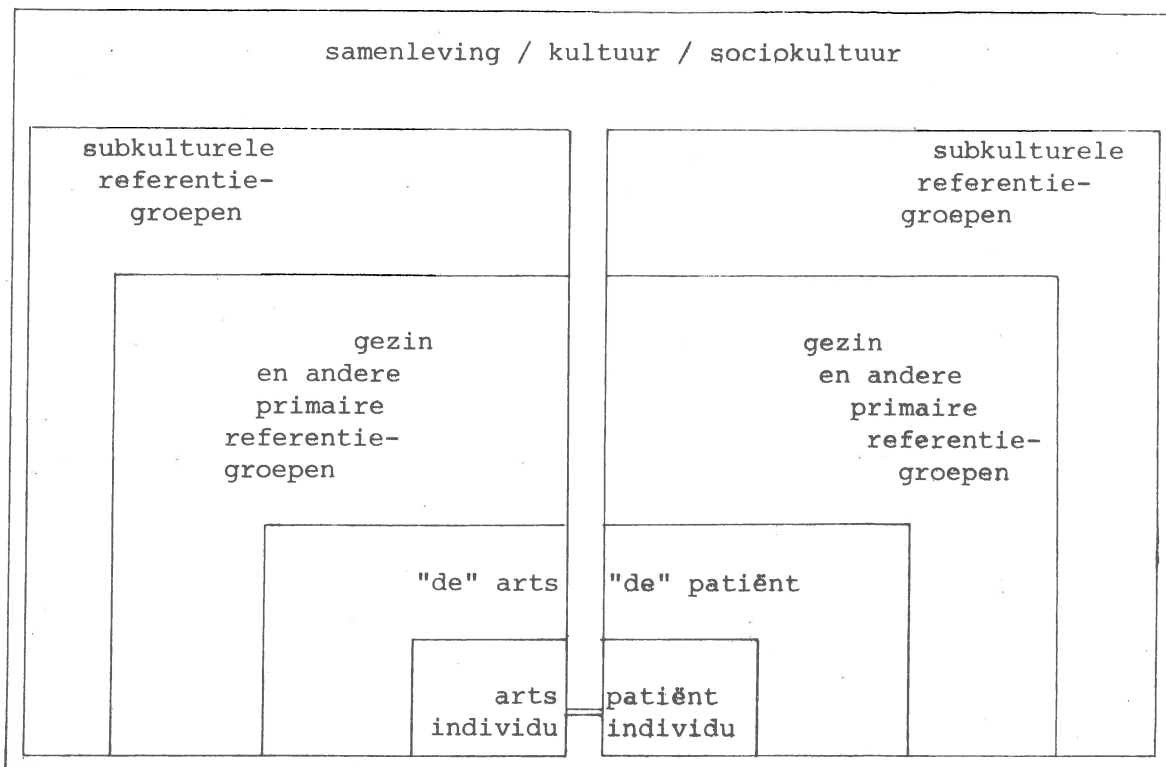 samenleving / kultuur / sociokultuur
subkulturele
referentie-
groepen
subkulturele
referentie-
groepen
gezin
en andere
primaire
referentie-
groepen
gezin
en andere
primaire
referentie-
groepen
"de" arts
"de" patiënt
arts
individu
patiënt
individu